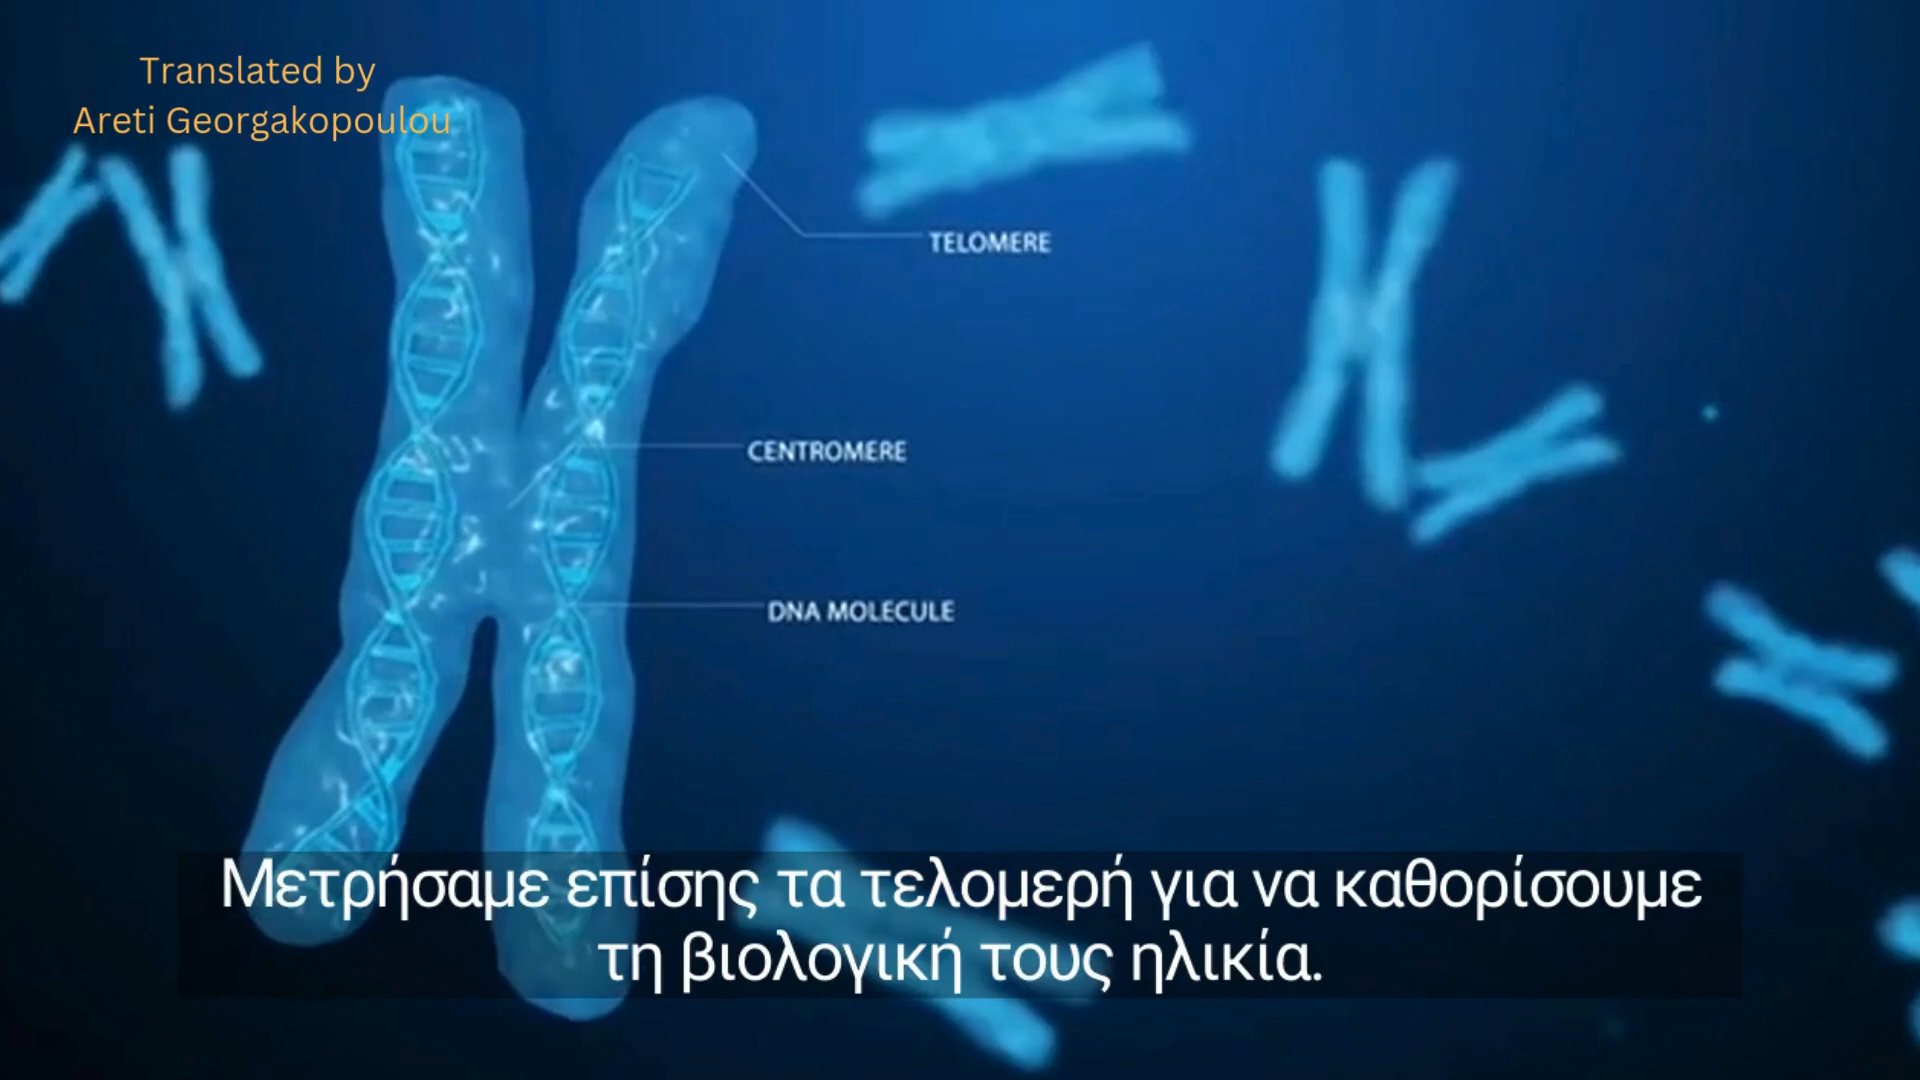 Translated by
Areti Georgakopoulou
TELOMERE
CENTROMERE
DNA MOLECULE
Μετρήσαμε επίσης τα τελομερή για να καθορίσουμε
τη βιολογική τους ηλικία.